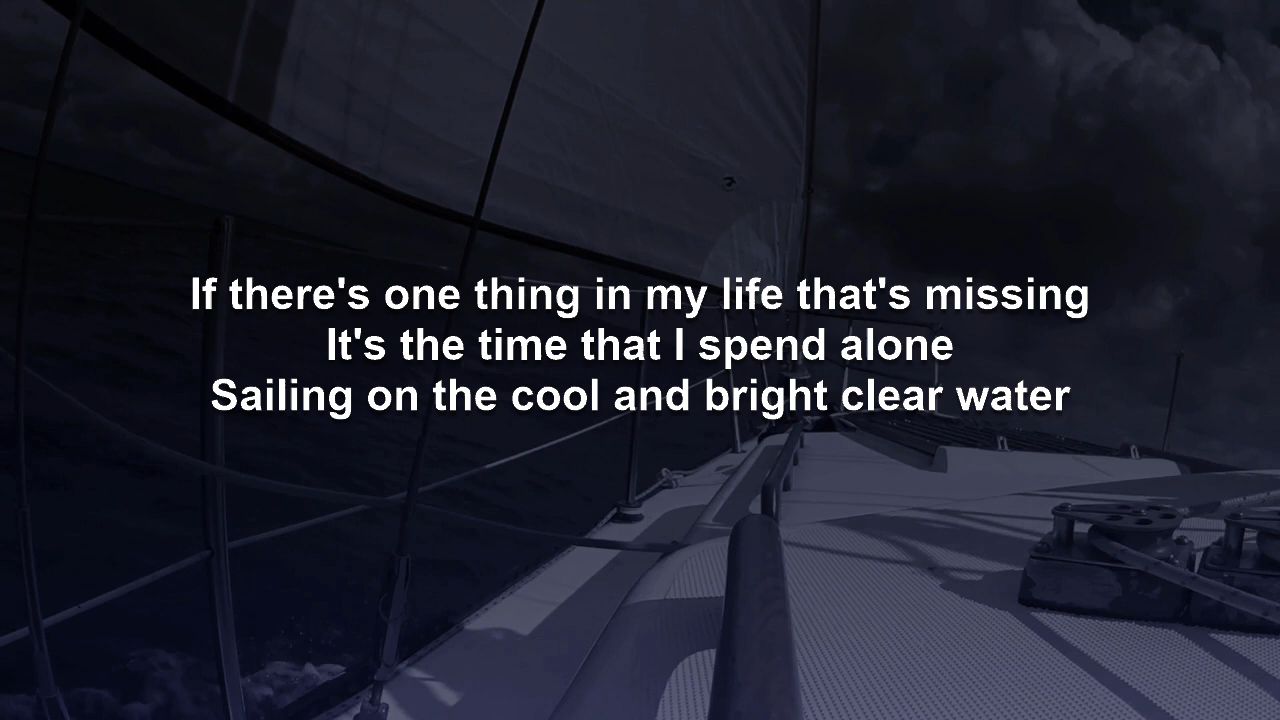 If there's one thing in my life that's missing
It's the time that I spend alone
Sailing on the cool and bright clear water